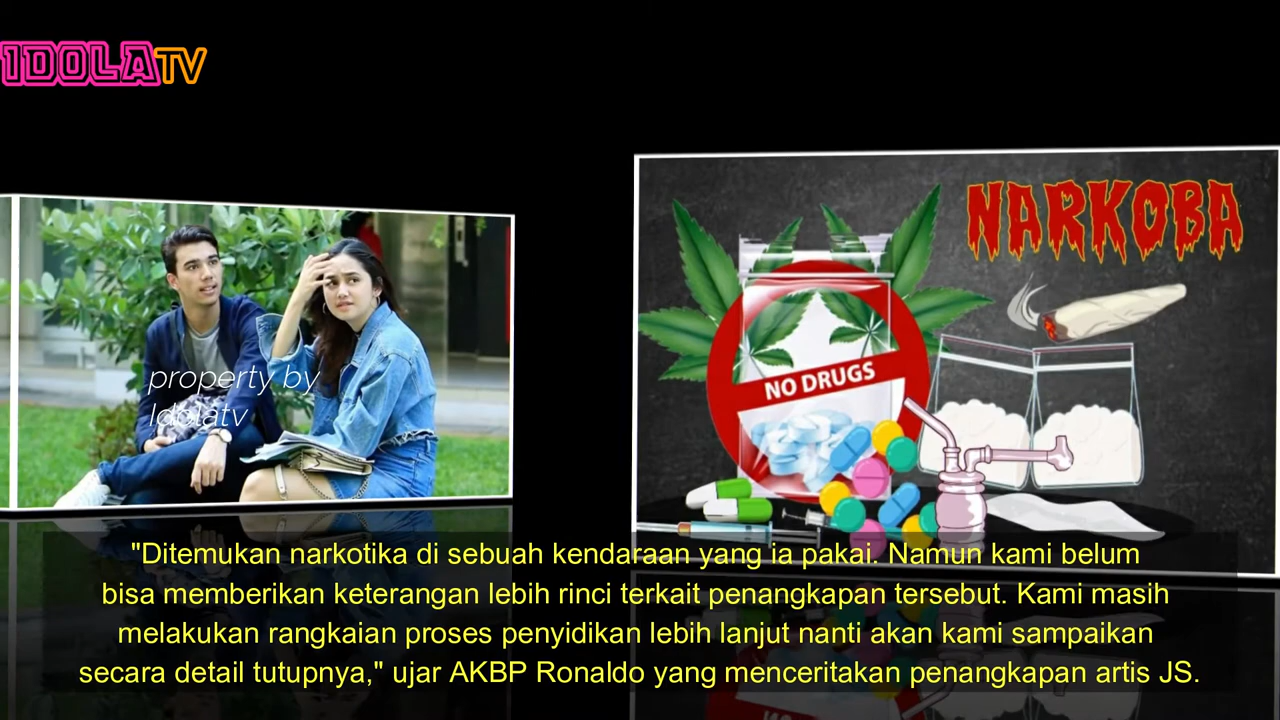 IDOLATV
NARKOBA
NO DRUGS
property by
Idolatv
"Ditemukan narkotika di sebuah kendaraan yang ia pakai. Namun kami belum
bisa memberikan keterangan lebih rinci terkait penangkapan tersebut. Kami masih
melakukan rangkaian proses penyidikan lebih lanjut nanti akan kami sampaikan
secara detail tutupnya," ujar AKBP Ronaldo yang menceritakan penangkapan artis JS.